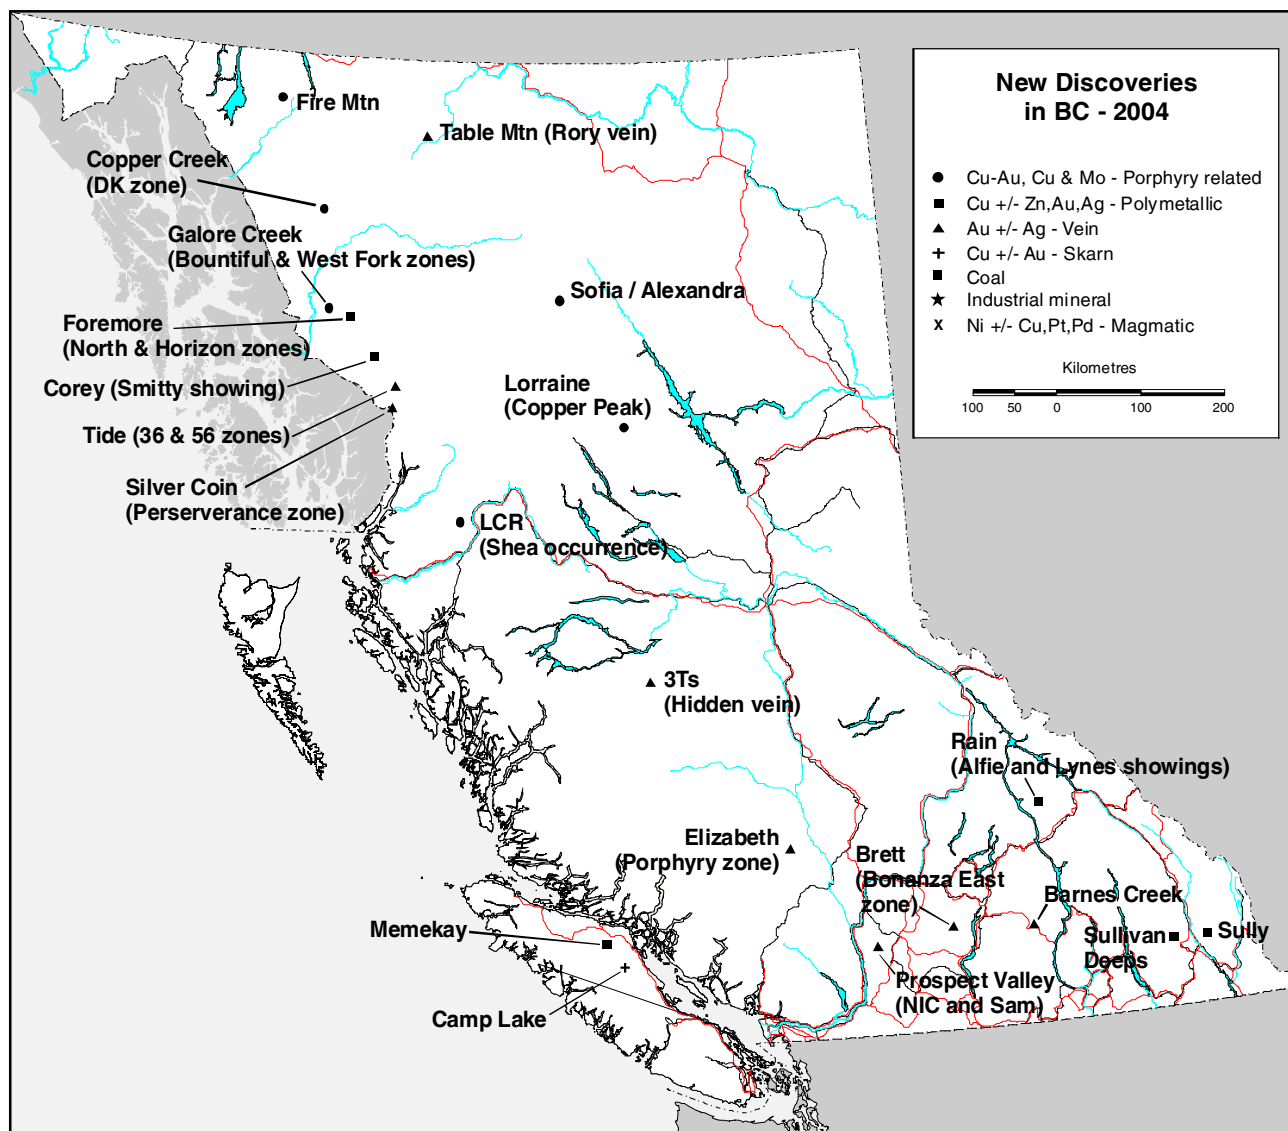 New Discoveries
in BC - 2004
Cu-Au, Cu & Mo - Porphyry related
Cu +/- Zn,Au,Ag - Polymetallic
Au +/- Ag - Vein
Cu +/- Au - Skarn
Coal
Industrial mineral
Ni +/- Cu,Pt,Pd - Magmatic
Kilometres
100 50 0 100 200
Fire Mtn
Table Mtn (Rory vein)
Copper Creek
(DK zone)
Galore Creek
(Bountiful & West Fork zones)
Sofia / Alexandra
Foremore
(North & Horizon zones)
Corey (Smitty showing)
Lorraine
(Copper Peak)
Tide (36 & 56 zones)
Silver Coin
(Perserverance zone)
LCR
(Shea occurrence)
3Ts
(Hidden vein)
Rain
(Alfie and Lynes showings)
Elizabeth
(Porphyry zone)
Brett
(Bonanza East
zone)
Barnes Creek
Memekay
Sullivan
Deeps
Sully
Prospect Valley
(NIC and Sam)
Camp Lake